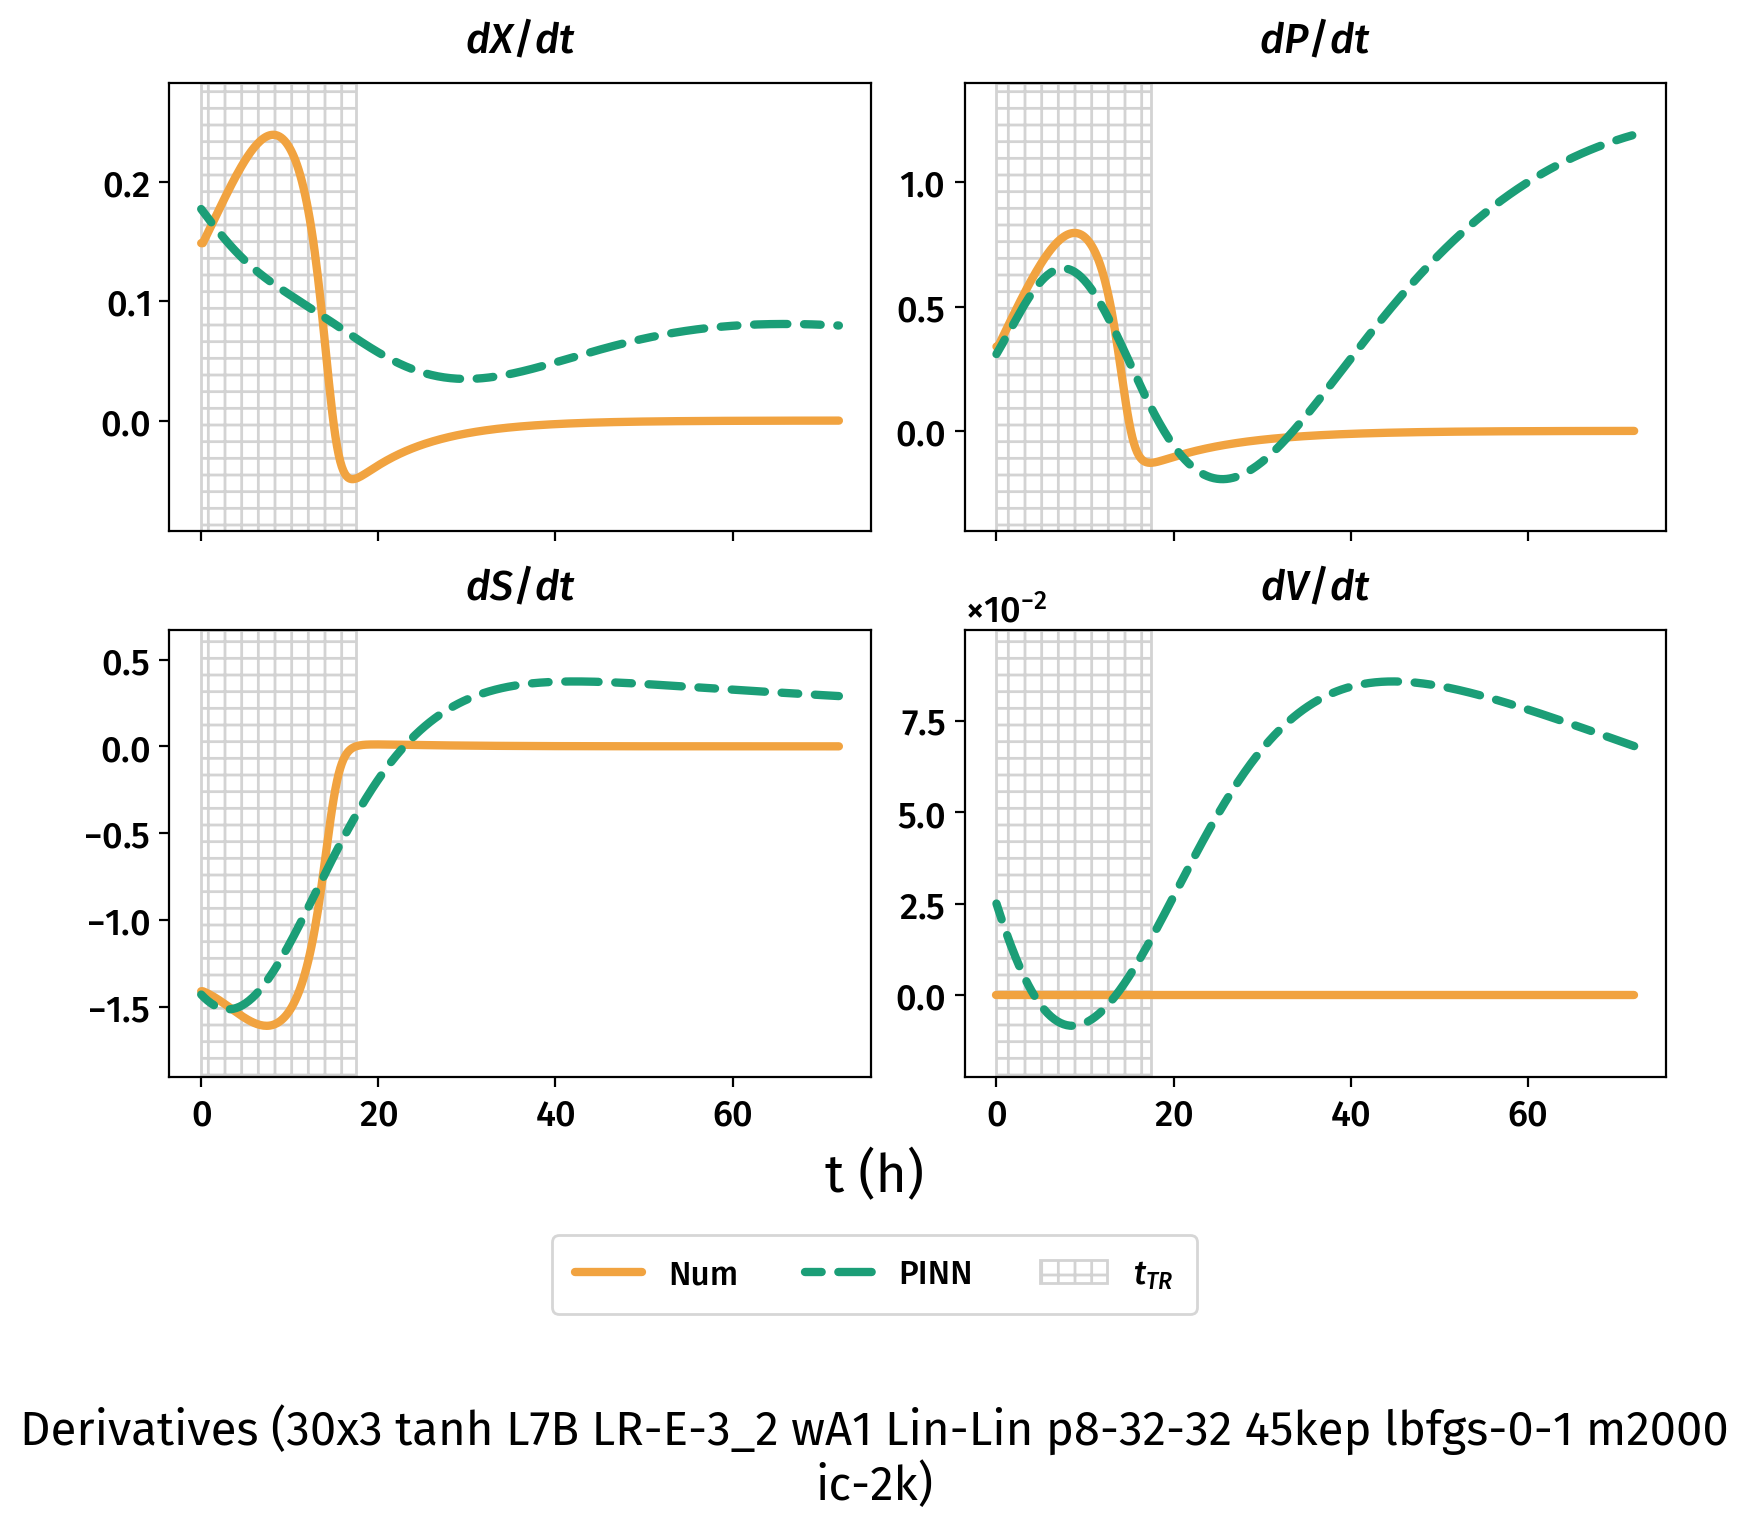 dX/dt
dP/dt
0.2
0.1
0.0
1.0
0.5
0.0
dS/dt
dV/dt
×10⁻²
0.5
0.0
−0.5
−1.0
−1.5
7.5
5.0
2.5
0.0
0 20 40 60
0 20 40 60
t (h)
Num PINN t_TR
Derivatives (30x3 tanh L7B LR-E-3_2 wA1 Lin-Lin p8-32-32 45kep lbfgs-0-1 m2000
ic-2k)